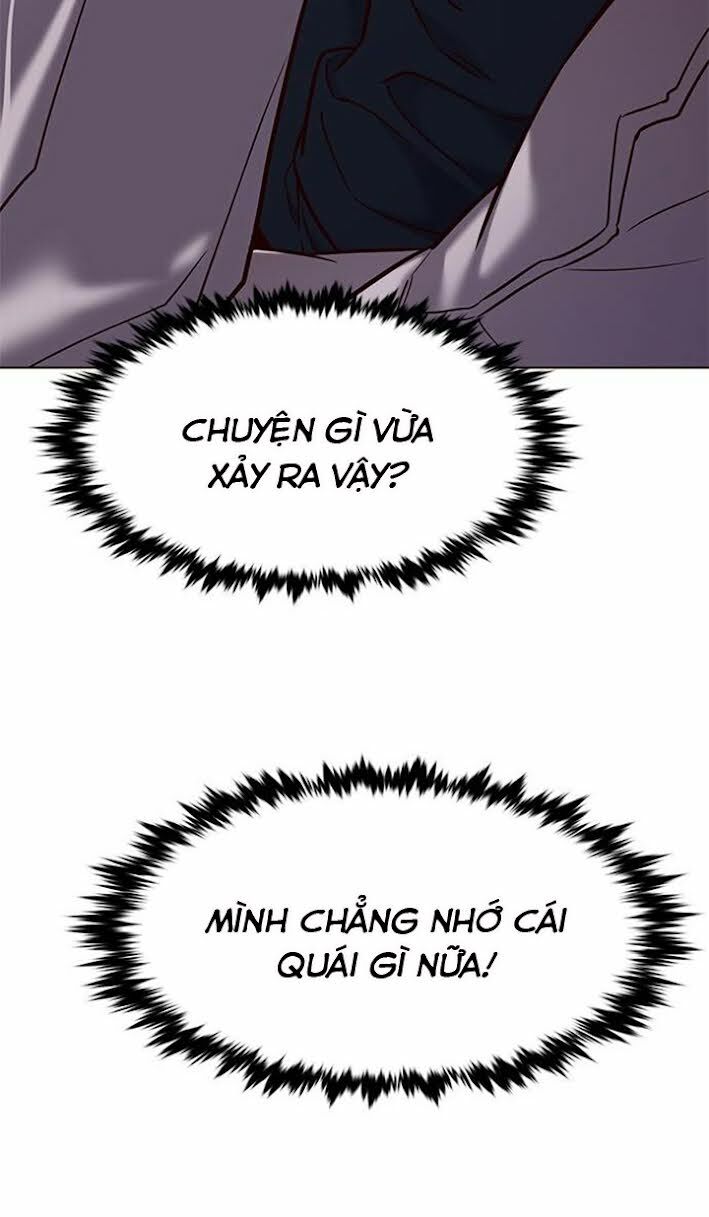 CHUYỆN GÌ VỪA
XẢY RA VẬY?
MÌNH CHẲNG NHỚ CÁI
QUÁI GÌ NỮA!